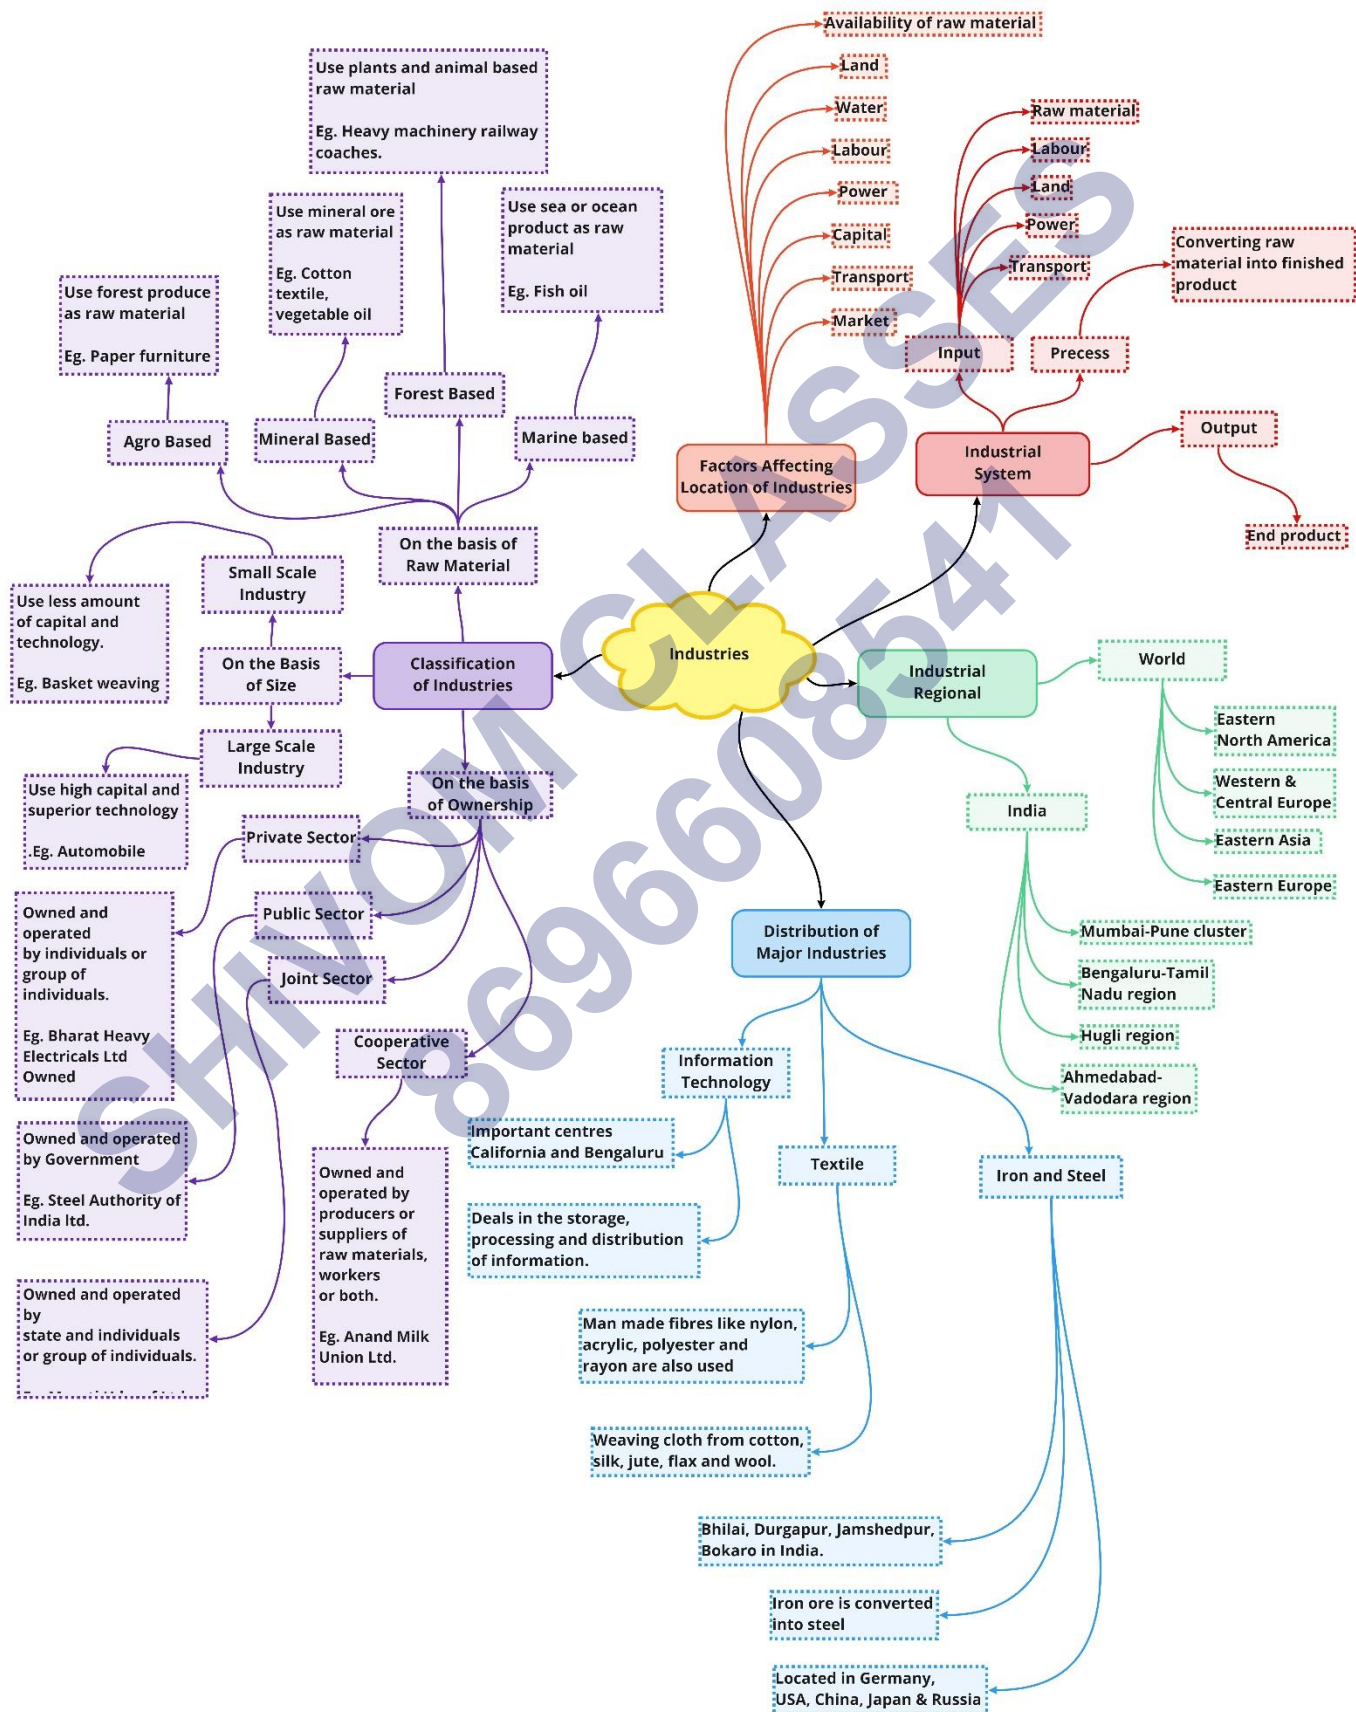 Availability of raw material
Land
Water
Labour
Power
Capital
Transport
Market
Factors Affecting
Location of Industries
Raw material
Labour
Land
Power
Transport
Input
Precess
Converting raw
material into finished
product
Industrial
System
Output
End product
Use plants and animal based
raw material
Eg. Heavy machinery railway
coaches.
Use mineral ore
as raw material
Eg. Cotton
textile,
vegetable oil
Use sea or ocean
product as raw
material
Eg. Fish oil
Use forest produce
as raw material
Eg. Paper furniture
Agro Based
Mineral Based
Forest Based
Marine based
On the basis of
Raw Material
Small Scale
Industry
Use less amount
of capital and
technology.
Eg. Basket weaving
On the Basis
of Size
Classification
of Industries
Industries
Large Scale
Industry
Use high capital and
superior technology
.Eg. Automobile
On the basis
of Ownership
Private Sector
Public Sector
Joint Sector
Cooperative
Sector
Owned and
operated
by individuals or
group of
individuals.
Eg. Bharat Heavy
Electricals Ltd
Owned
Owned and operated
by Government
Eg. Steel Authority of
India ltd.
Owned and operated
by
state and individuals
or group of individuals.
Owned and
operated by
producers or
suppliers of
raw materials,
workers
or both.
Eg. Anand Milk
Union Ltd.
Industrial
Regional
World
Eastern
North America
Western &
Central Europe
Eastern Asia
Eastern Europe
India
Mumbai-Pune cluster
Bengaluru-Tamil
Nadu region
Hugli region
Ahmedabad-
Vadodara region
Distribution of
Major Industries
Information
Technology
Important centres
California and Bengaluru
Deals in the storage,
processing and distribution
of information.
Textile
Man made fibres like nylon,
acrylic, polyester and
rayon are also used
Weaving cloth from cotton,
silk, jute, flax and wool.
Iron and Steel
Bhilai, Durgapur, Jamshedpur,
Bokaro in India.
Iron ore is converted
into steel
Located in Germany,
USA, China, Japan & Russia
SHIVOM CLASSES
8696608541